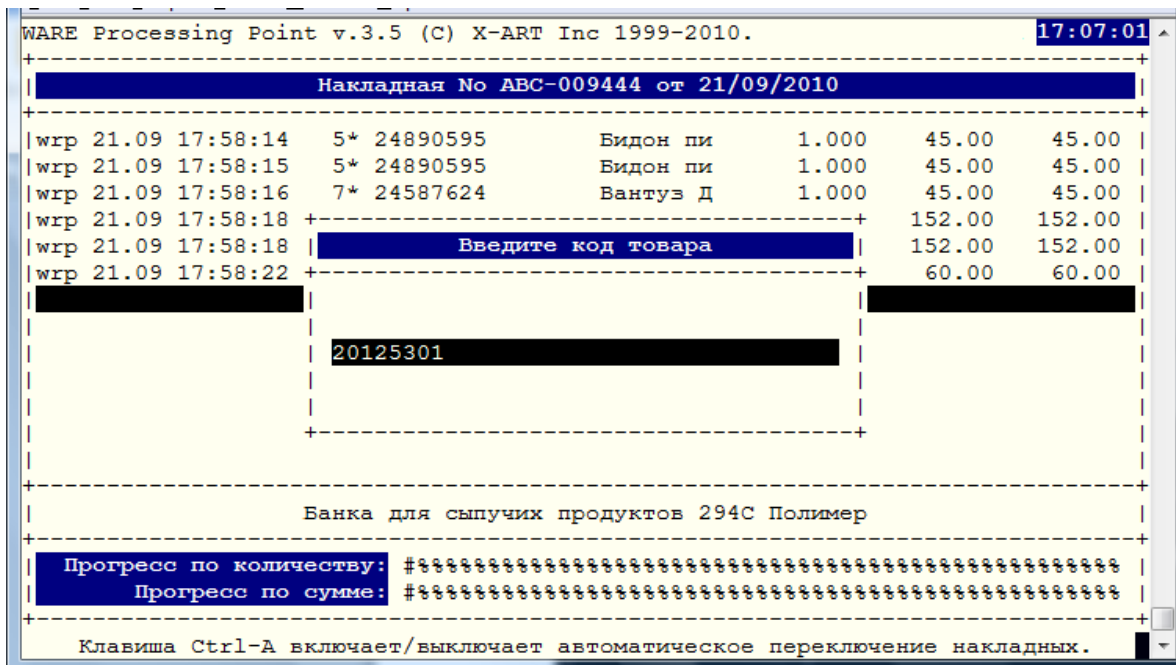 WARE Processing Point v.3.5 (C) X-ART Inc 1999-2010. 17:07:01
Накладная No ABC-009444 от 21/09/2010
wrp 21.09 17:58:14 5* 24890595 Бидон пи 1.000 45.00 45.00
wrp 21.09 17:58:15 5* 24890595 Бидон пи 1.000 45.00 45.00
wrp 21.09 17:58:16 7* 24587624 Вантуз Д 1.000 45.00 45.00
wrp 21.09 17:58:18 152.00 152.00
wrp 21.09 17:58:18 Введите код товара 152.00 152.00
wrp 21.09 17:58:22 60.00 60.00
20125301
Банка для сыпучих продуктов 294С Полимер
Прогресс по количеству: #%%%%%%%%%%%%%%%%%%%%%%%%%%%%%%%%%%%%%%%%%%%%%%%%%%
Прогресс по сумме: #%%%%%%%%%%%%%%%%%%%%%%%%%%%%%%%%%%%%%%%%%%%%%%%%%%
Клавиша Ctrl-A включает/выключает автоматическое переключение накладных.